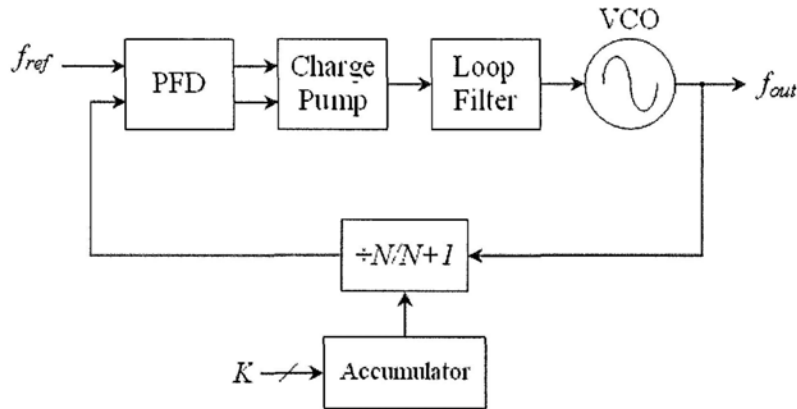 VCO
f_ref
PFD
Charge
Pump
Loop
Filter
f_out
÷N/N+1
K
Accumulator